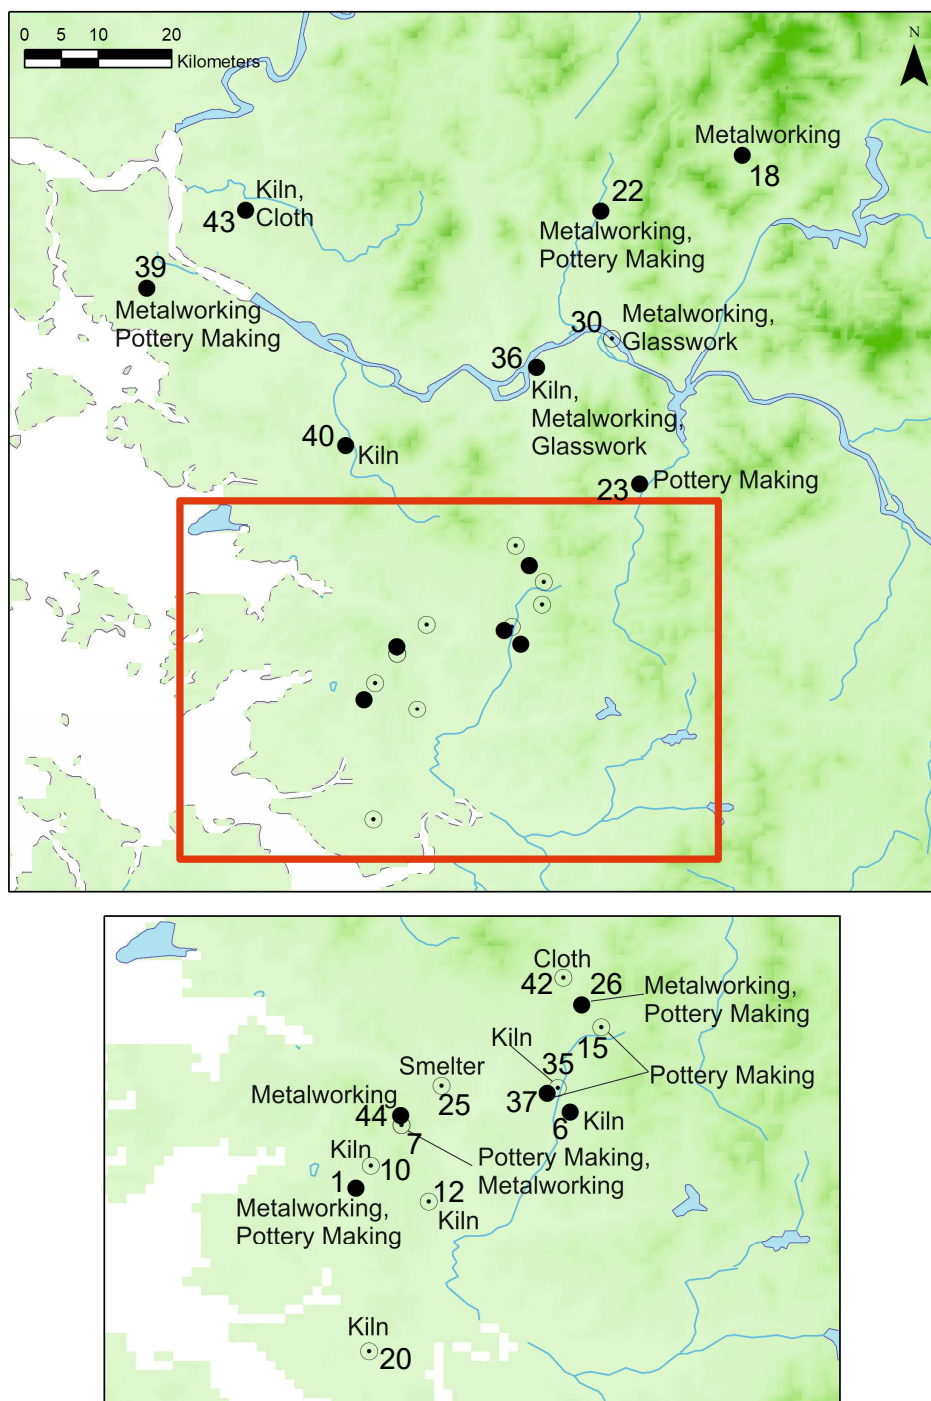 0 5 10 20
Kilometers
N
Metalworking
18
Kiln,
Cloth
43
22
Metalworking,
Pottery Making
39
Metalworking
Pottery Making
30
Metalworking,
Glasswork
36
Kiln,
Metalworking,
Glasswork
40
Kiln
23
Pottery Making
Cloth
42
26
Metalworking,
Pottery Making
15
Kiln
35
Pottery Making
37
Smelter
25
Metalworking
44
6
Kiln
7
Pottery Making,
Metalworking
Kiln
10
1
Metalworking,
Pottery Making
12
Kiln
Kiln
20